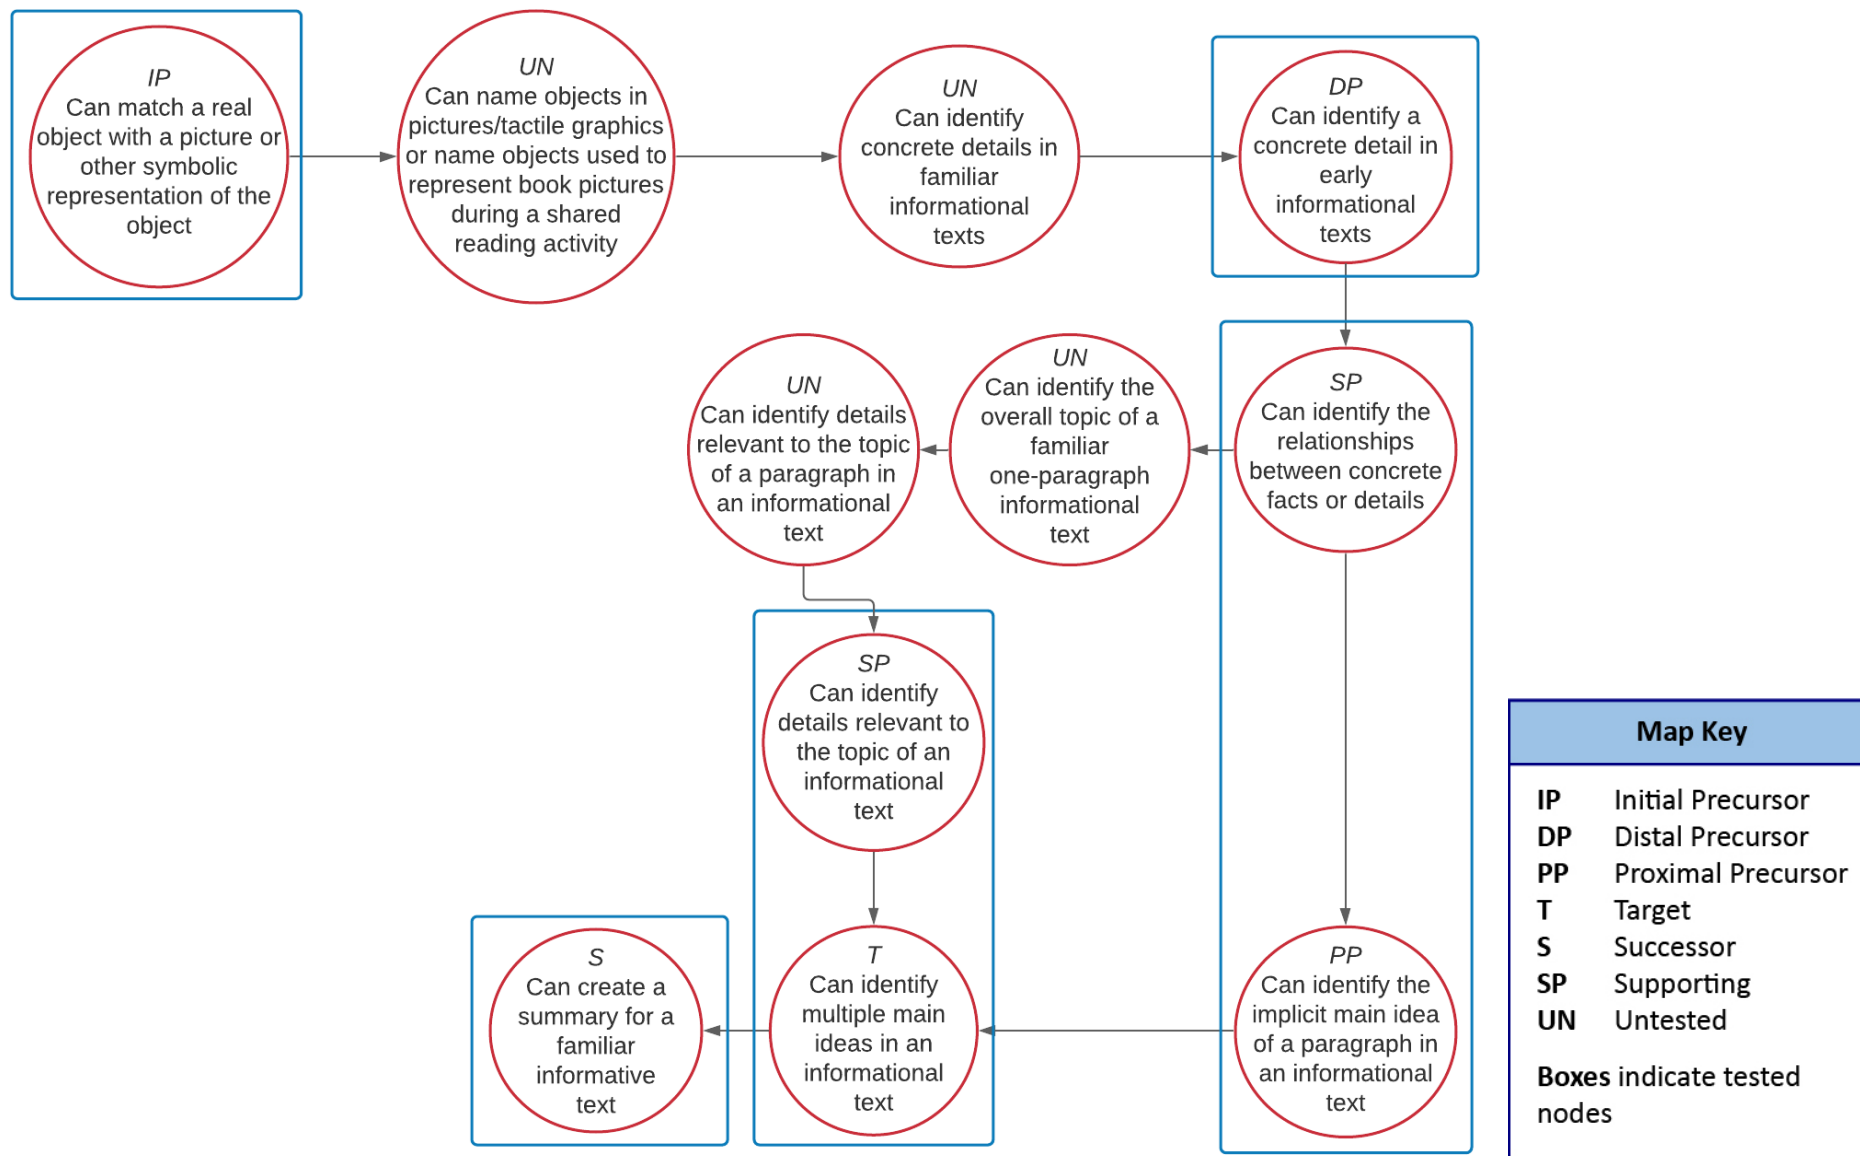 IP
Can match a real
object with a picture or
other symbolic
representation of the
object
UN
Can name objects in
pictures/tactile graphics
or name objects used to
represent book pictures
during a shared
reading activity
UN
Can identify
concrete details in
familiar
informational
texts
DP
Can identify a
concrete detail in
early
informational
texts
UN
Can identify details
relevant to the topic
of a paragraph in
an informational
text
UN
Can identify the
overall topic of a
familiar
one-paragraph
informational
text
SP
Can identify the
relationships
between concrete
facts or details
SP
Can identify
details relevant to
the topic of an
informational
text
S
Can create a
summary for a
familiar
informative
text
T
Can identify
multiple main
ideas in an
informational
text
PP
Can identify the
implicit main idea
of a paragraph in
an informational
text
Map Key
IP Initial Precursor
DP Distal Precursor
PP Proximal Precursor
T Target
S Successor
SP Supporting
UN Untested
Boxes indicate tested
nodes